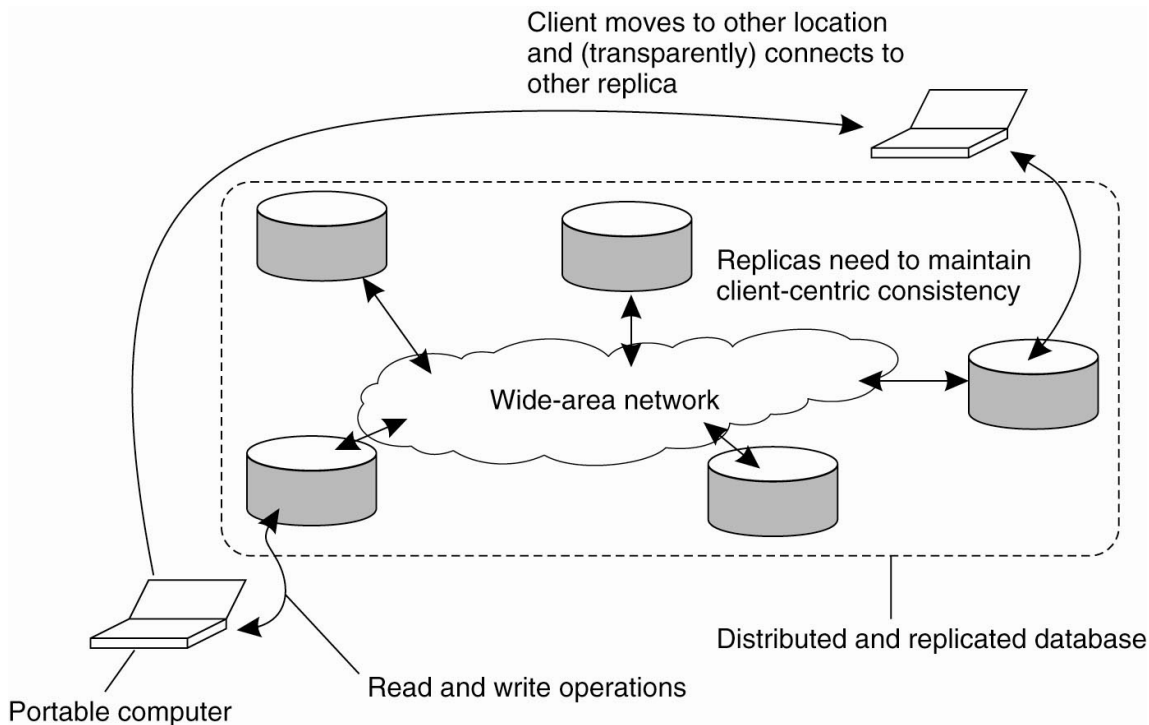 Client moves to other location
and (transparently) connects to
other replica
Replicas need to maintain
client-centric consistency
Wide-area network
Distributed and replicated database
Read and write operations
Portable computer